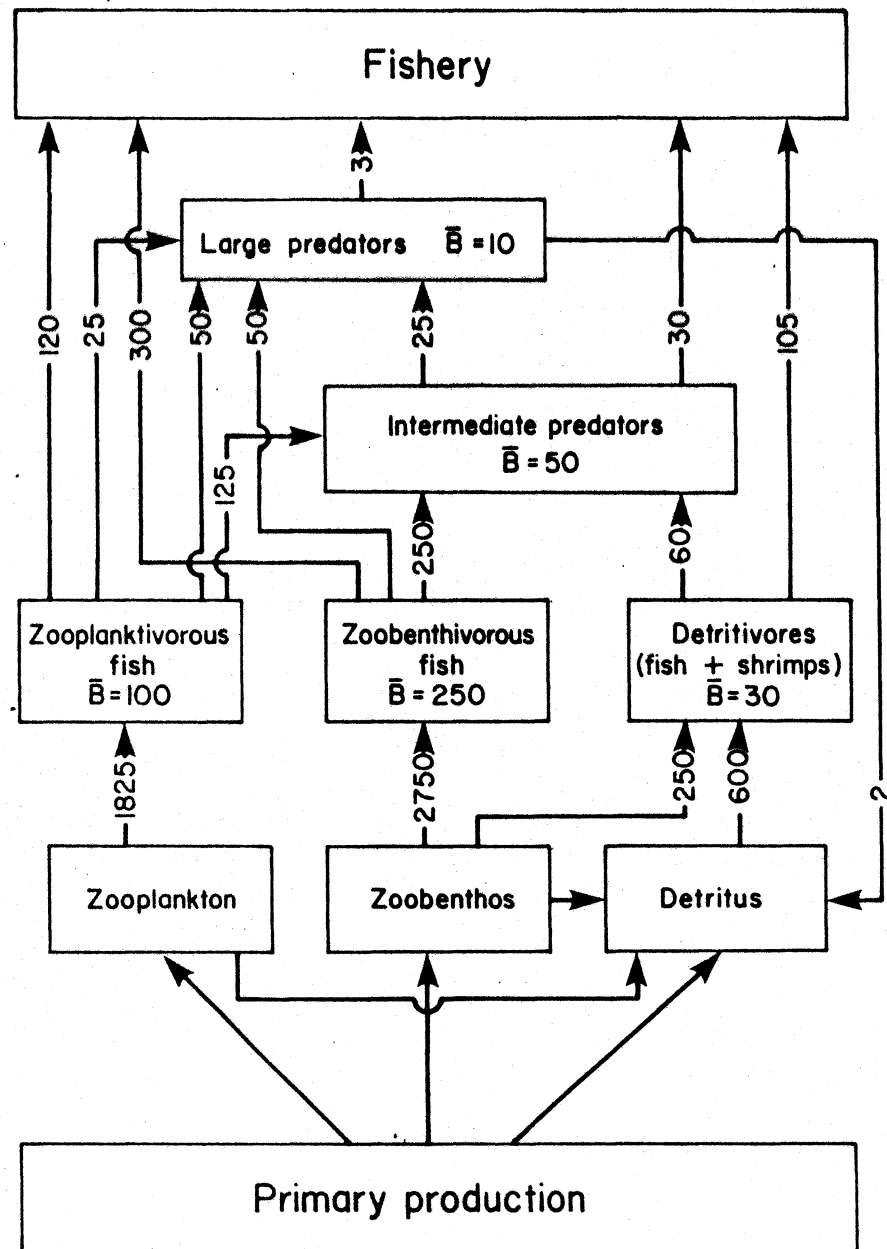 Fishery
3
Large predators B̄ = 10
120
25
300
50
50
25
30
105
Intermediate predators
B̄ = 50
125
250
60
Zooplanktivorous
fish
B̄ = 100
Zoobenthivorous
fish
B̄ = 250
Detritivores
(fish + shrimps)
B̄ = 30
1825
2750
250
600
2
Zooplankton
Zoobenthos
Detritus
Primary production